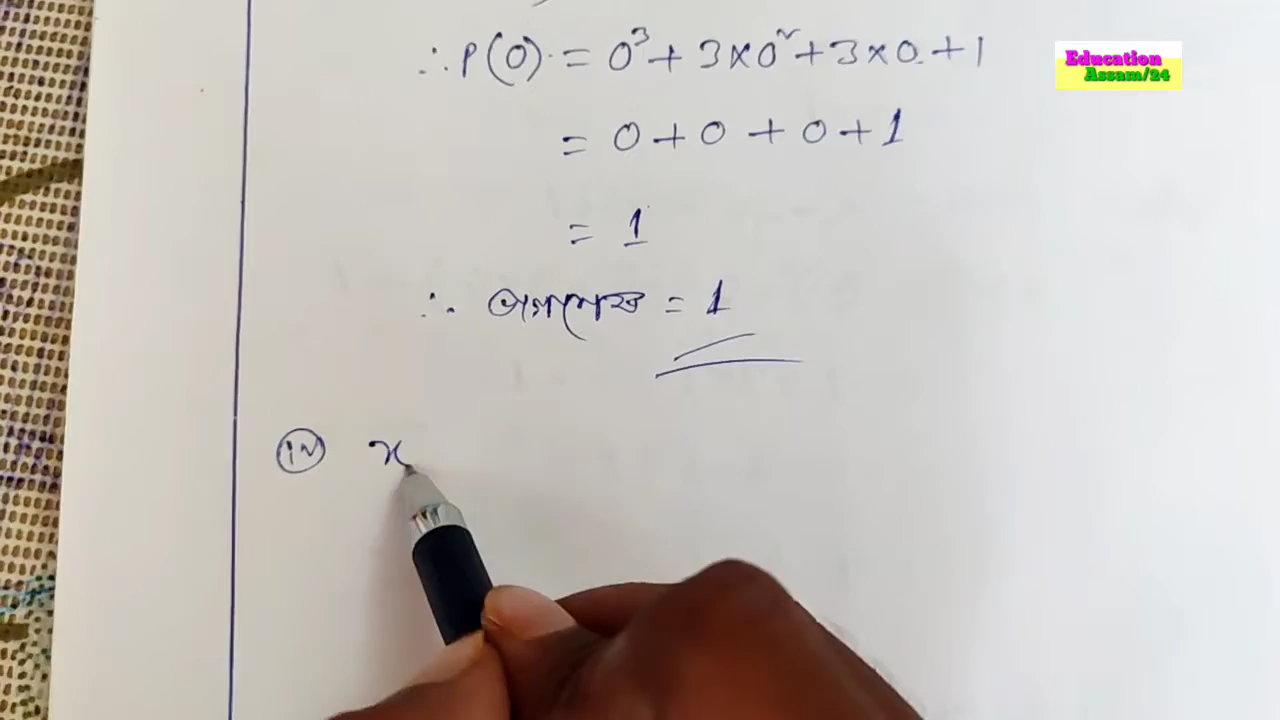 ∴ P(0) = 0³ + 3×0² + 3×0 + 1
Education
Assam/24
= 0 + 0 + 0 + 1
= 1
∴ ভাগশেষ = 1
(iv) x